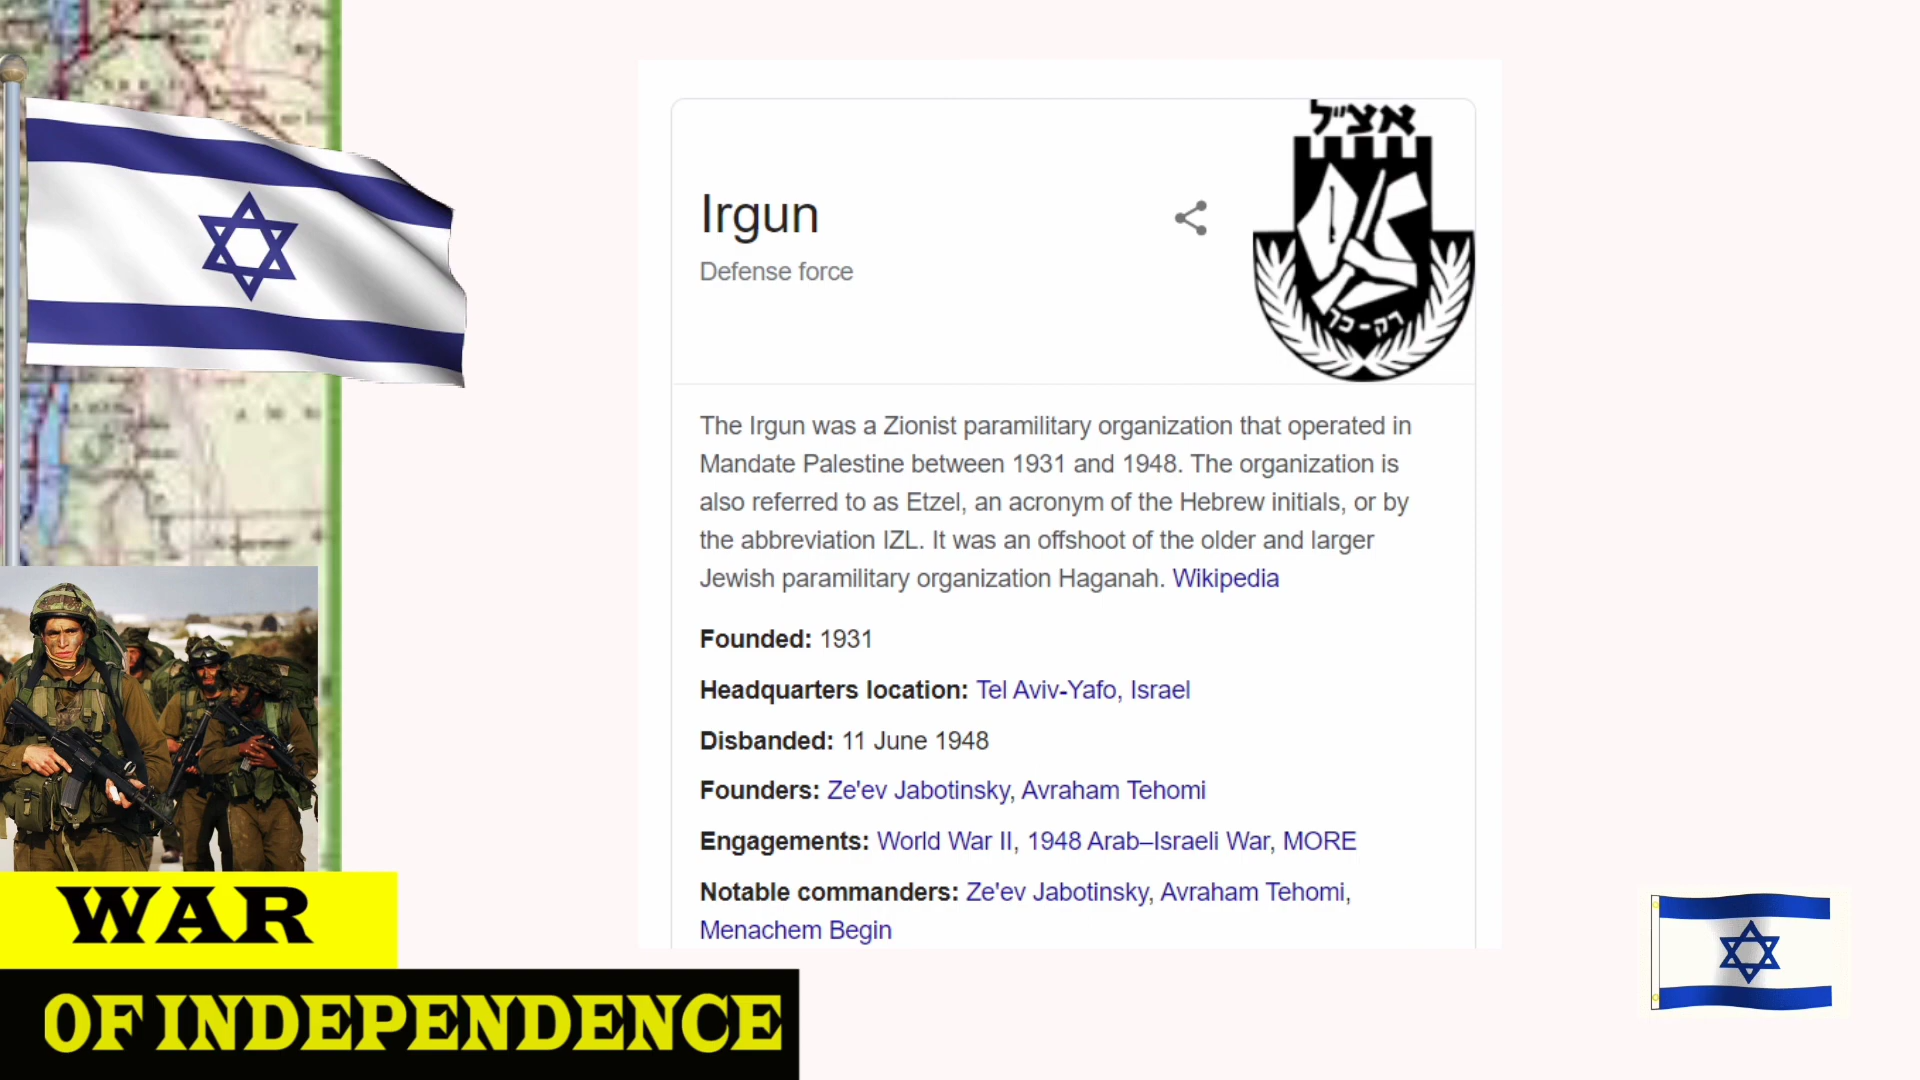 אצ״ל
רק-כך
Irgun
Defense force
The Irgun was a Zionist paramilitary organization that operated in
Mandate Palestine between 1931 and 1948. The organization is
also referred to as Etzel, an acronym of the Hebrew initials, or by
the abbreviation IZL. It was an offshoot of the older and larger
Jewish paramilitary organization Haganah. Wikipedia
Founded: 1931
Headquarters location: Tel Aviv-Yafo, Israel
Disbanded: 11 June 1948
Founders: Ze'ev Jabotinsky, Avraham Tehomi
Engagements: World War II, 1948 Arab–Israeli War, MORE
Notable commanders: Ze'ev Jabotinsky, Avraham Tehomi,
Menachem Begin
WAR
OF INDEPENDENCE